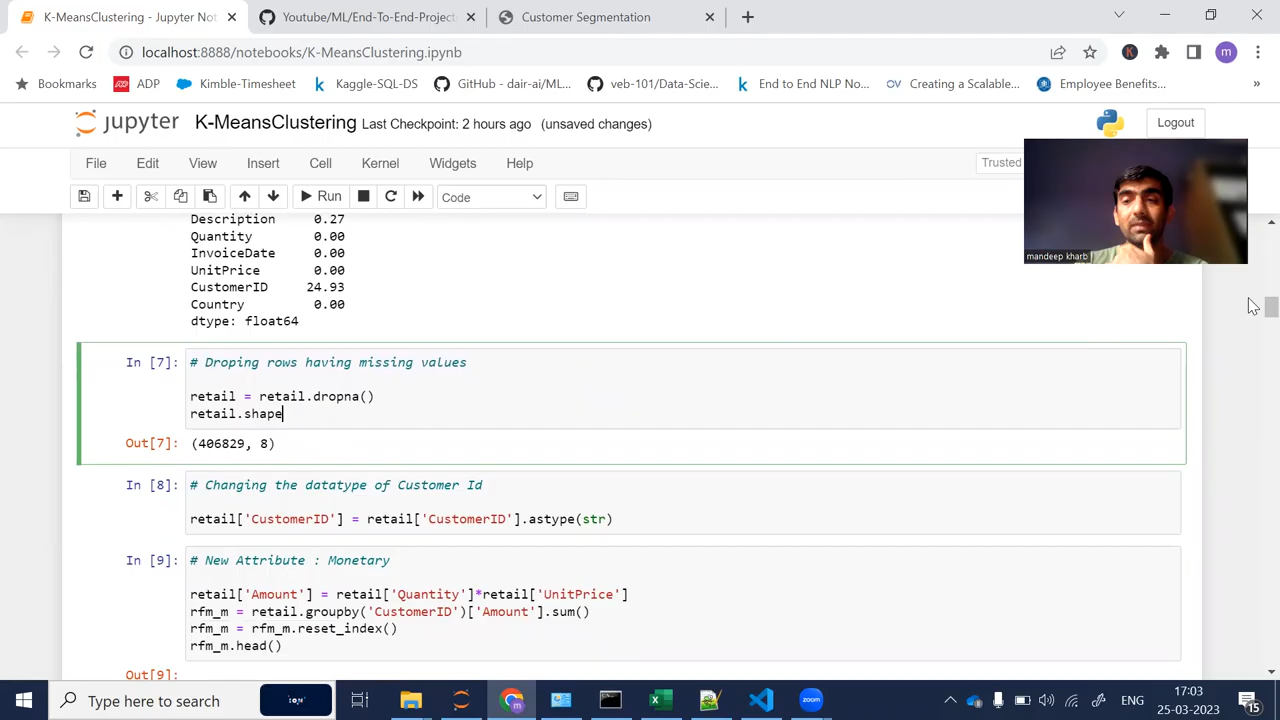 K-MeansClustering - Jupyter Not
Youtube/ML/End-To-End-Project
Customer Segmentation
localhost:8888/notebooks/K-MeansClustering.ipynb
Bookmarks
ADP
Kimble-Timesheet
Kaggle-SQL-DS
GitHub - dair-ai/ML...
veb-101/Data-Scie...
End to End NLP No...
Creating a Scalable...
Employee Benefits...
jupyter K-MeansClustering Last Checkpoint: 2 hours ago (unsaved changes)
Logout
File Edit View Insert Cell Kernel Widgets Help
Trusted
Run
Code
mandeep kharb
Description 0.27
Quantity 0.00
InvoiceDate 0.00
UnitPrice 0.00
CustomerID 24.93
Country 0.00
dtype: float64
In [7]: # Droping rows having missing values
retail = retail.dropna()
retail.shape
Out[7]: (406829, 8)
In [8]: # Changing the datatype of Customer Id
retail['CustomerID'] = retail['CustomerID'].astype(str)
In [9]: # New Attribute : Monetary
retail['Amount'] = retail['Quantity']*retail['UnitPrice']
rfm_m = retail.groupby('CustomerID')['Amount'].sum()
rfm_m = rfm_m.reset_index()
rfm_m.head()
Out[9]:
Type here to search
ENG
17:03
25-03-2023
15